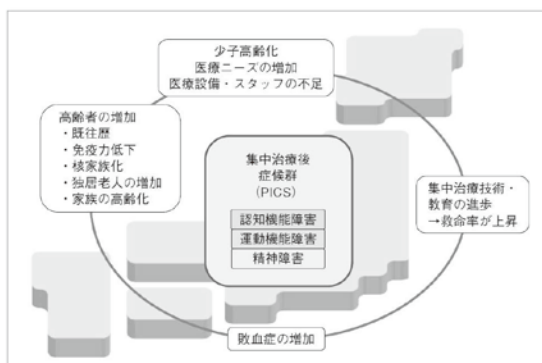 少子高齢化
医療ニーズの増加
医療設備・スタッフの不足
高齢者の増加
・既往歴
・免疫力低下
・核家族化
・独居老人の増加
・家族の高齢化
集中治療後
症候群
(PICS)
認知機能障害
運動機能障害
精神障害
集中治療技術・
教育の進歩
→救命率が上昇
敗血症の増加